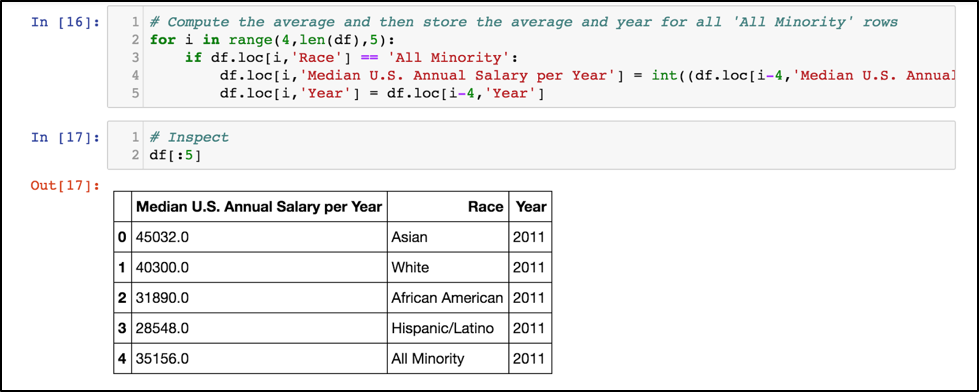 In [16]: 1 # Compute the average and then store the average and year for all 'All Minority' rows
2 for i in range(4,len(df),5):
3 if df.loc[i,'Race'] == 'All Minority':
4 df.loc[i,'Median U.S. Annual Salary per Year'] = int((df.loc[i-4,'Median U.S. Annual
5 df.loc[i,'Year'] = df.loc[i-4,'Year']
In [17]: 1 # Inspect
2 df[:5]
Out[17]:
Median U.S. Annual Salary per Year Race Year
0 45032.0 Asian 2011
1 40300.0 White 2011
2 31890.0 African American 2011
3 28548.0 Hispanic/Latino 2011
4 35156.0 All Minority 2011